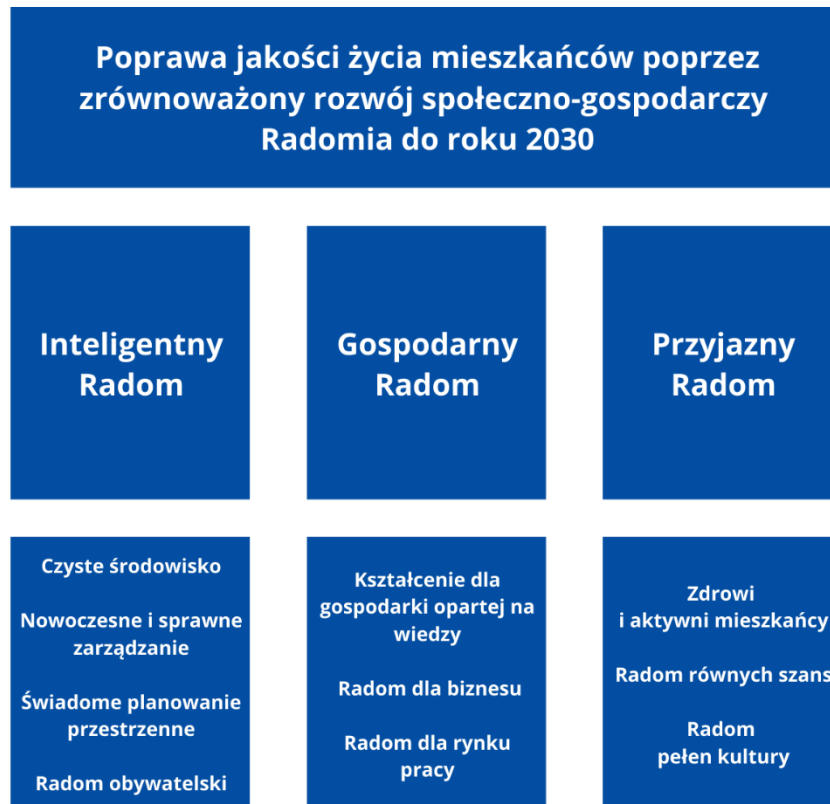 Poprawa jakości życia mieszkańców poprzez
zrównoważony rozwój społeczno-gospodarczy
Radomia do roku 2030
Inteligentny
Radom
Gospodarny
Radom
Przyjazny
Radom
Czyste środowisko
Nowoczesne i sprawne
zarządzanie
Świadome planowanie
przestrzenne
Radom obywatelski
Kształcenie dla
gospodarki opartej na
wiedzy
Radom dla biznesu
Radom dla rynku
pracy
Zdrowi
i aktywni mieszkańcy
Radom równych szans
Radom
pełen kultury